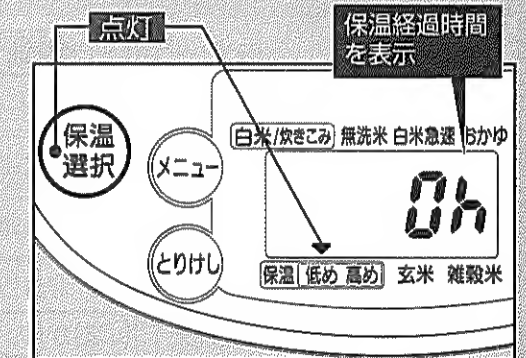 点灯
保温経過時間
を表示
保温
選択
メニュー
とりけし
白米/炊きこみ 無洗米 白米急速 おかゆ
0h
保温 低め 高め 玄米 雑穀米